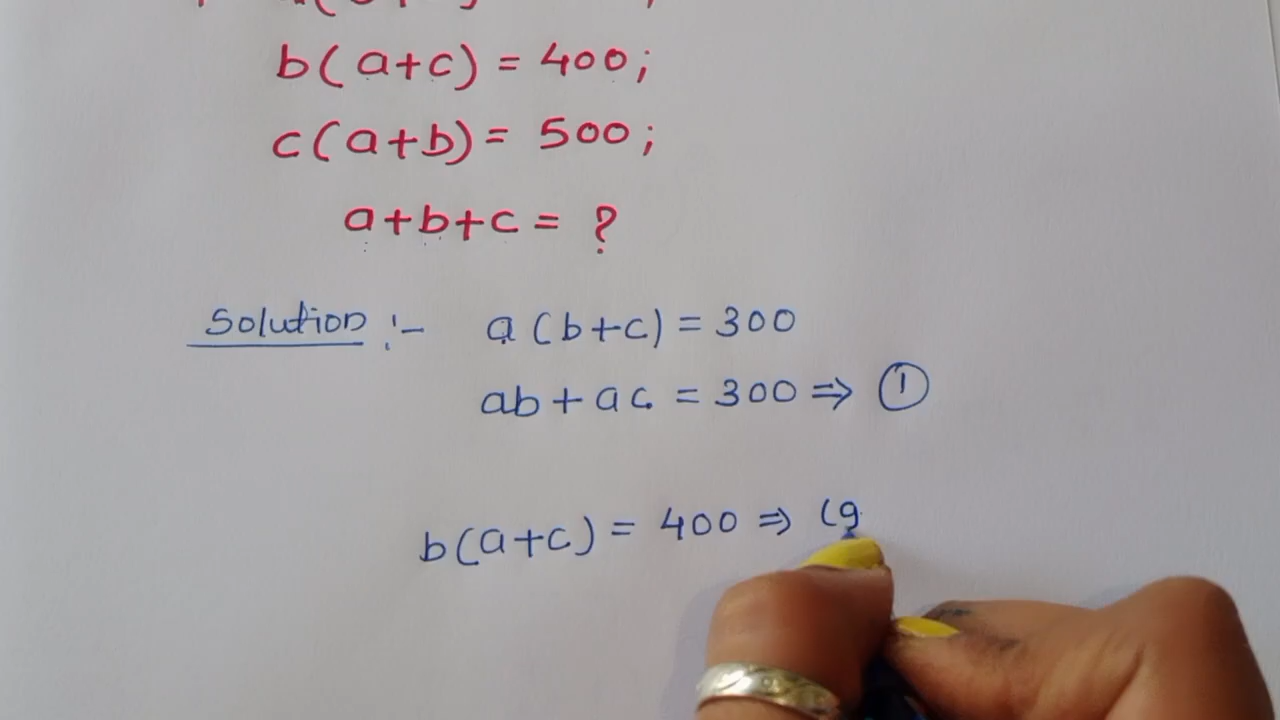 b(a+c) = 400;
c(a+b) = 500;
a+b+c = ?
Solution :- a(b+c) = 300
ab + ac = 300 ⇒ ①
b(a+c) = 400 ⇒ (g